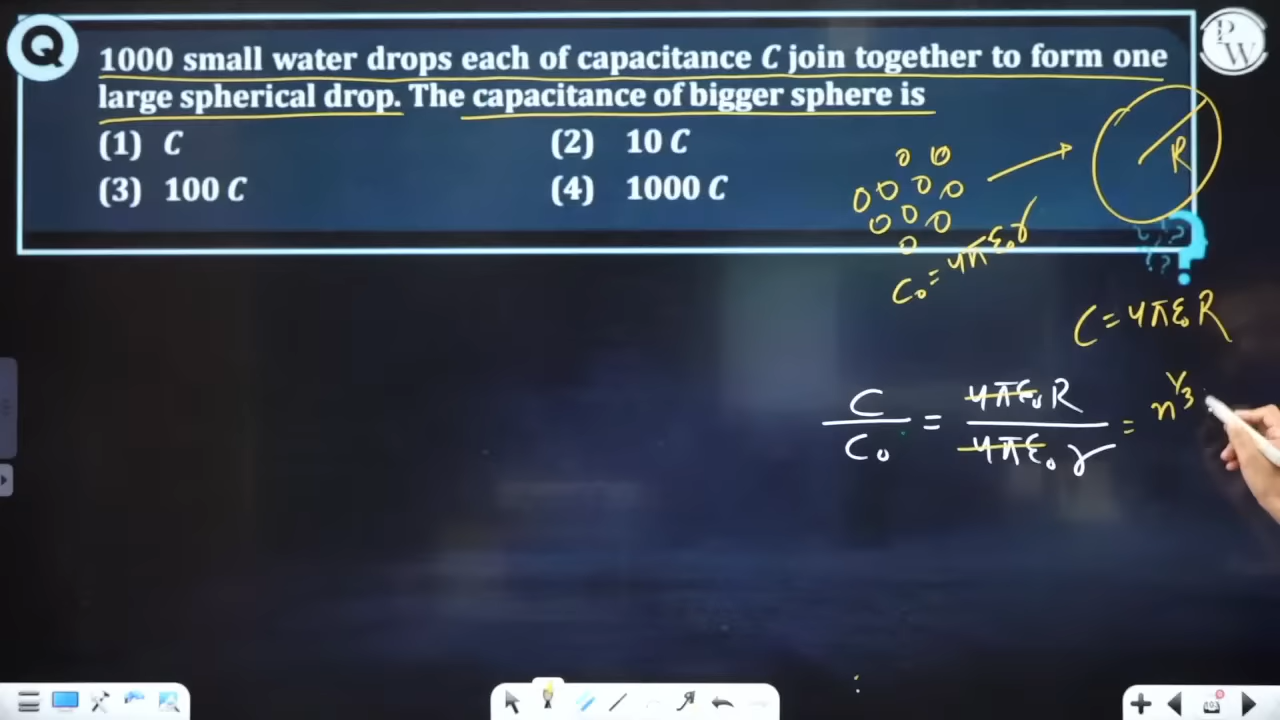 Q
1000 small water drops each of capacitance C join together to form one
large spherical drop. The capacitance of bigger sphere is
(1) C
(2) 10 C
(3) 100 C
(4) 1000 C
PW
R
C₀ = 4πε₀r
C = 4πε₀R
C/C₀ = 4πε₀R/4πε₀r = n^1/3